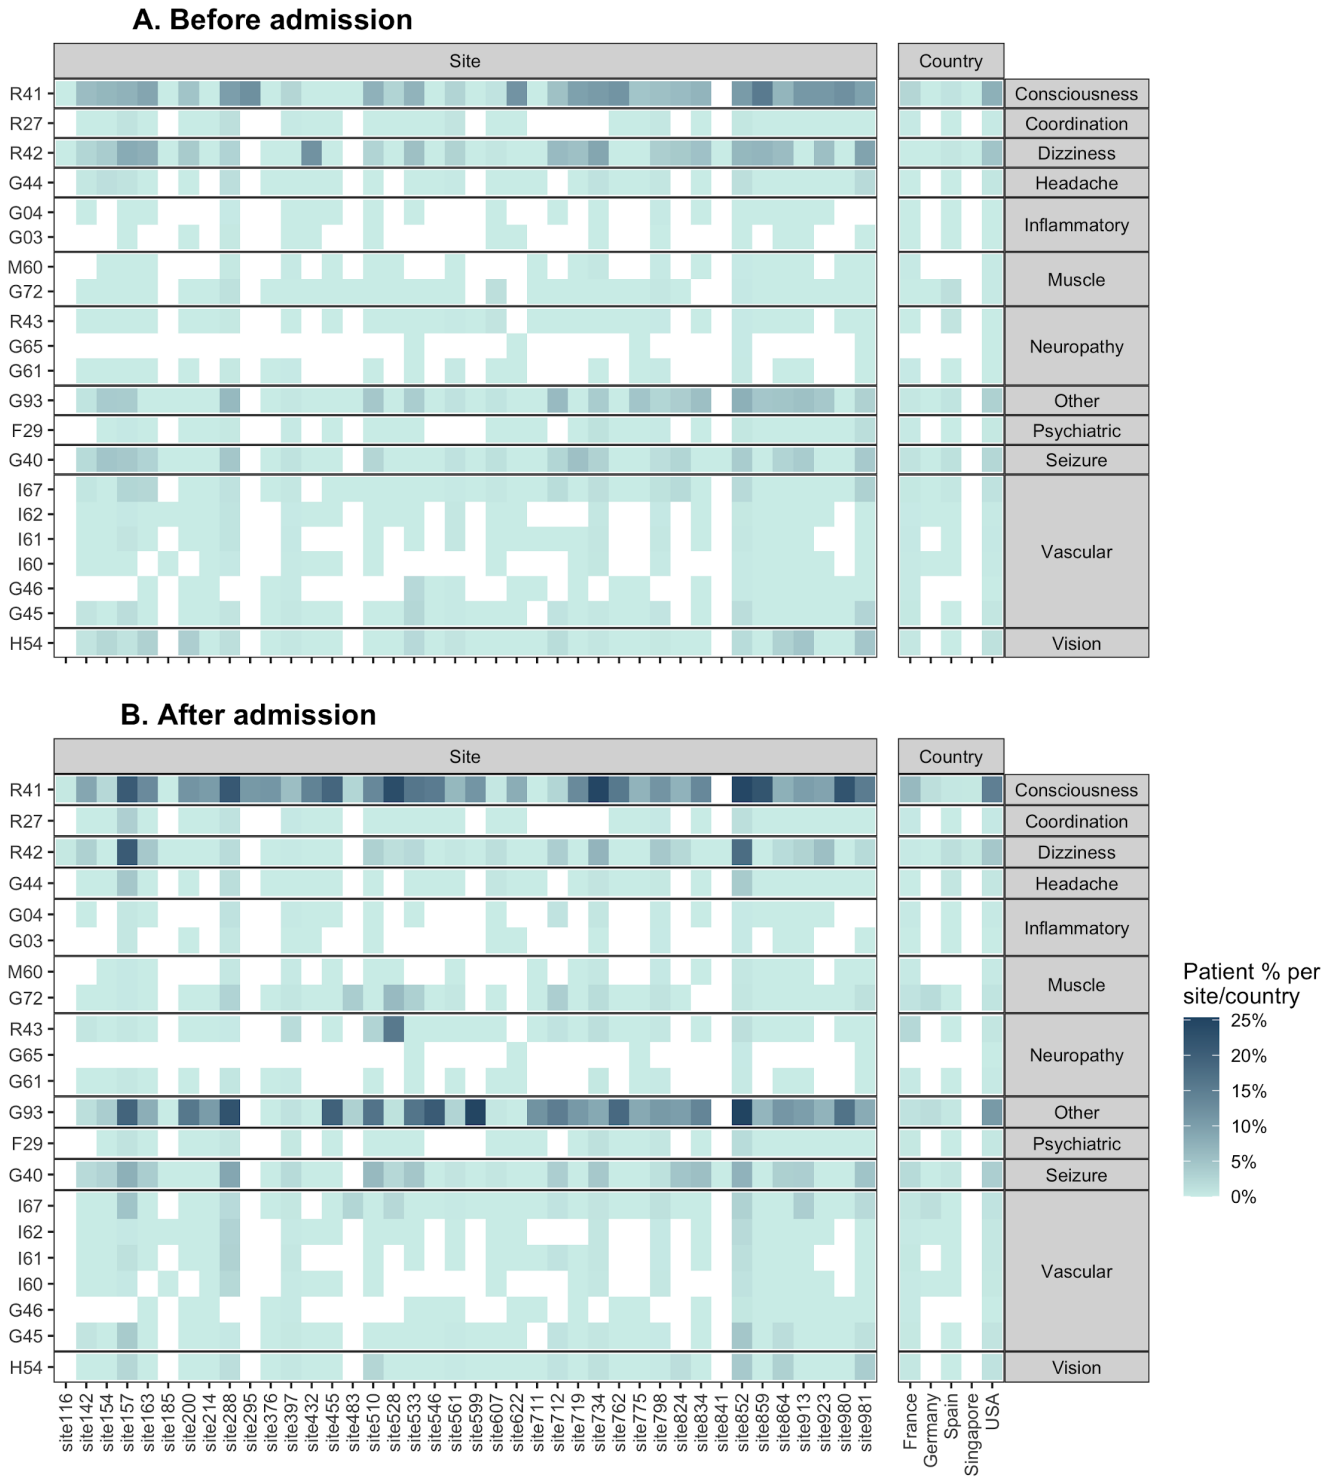 A. Before admission
Site
Country
R41
Consciousness
R27
Coordination
R42
Dizziness
G44
Headache
G04
Inflammatory
G03
M60
Muscle
G72
R43
Neuropathy
G65
G61
G93
Other
F29
Psychiatric
G40
Seizure
I67
I62
I61
Vascular
I60
G46
G45
H54
Vision
B. After admission
Site
Country
R41
Consciousness
R27
Coordination
R42
Dizziness
G44
Headache
G04
Inflammatory
G03
M60
Muscle
G72
R43
Neuropathy
G65
G61
G93
Other
F29
Psychiatric
G40
Seizure
I67
I62
I61
Vascular
I60
G46
G45
H54
Vision
Patient % per
site/country
25%
20%
15%
10%
5%
0%
site116
site142
site154
site157
site163
site185
site200
site214
site288
site295
site376
site397
site432
site455
site483
site510
site528
site533
site546
site561
site599
site607
site622
site711
site712
site719
site734
site762
site775
site798
site824
site834
site841
site852
site859
site864
site913
site923
site980
site981
France
Germany
Spain
Singapore
USA